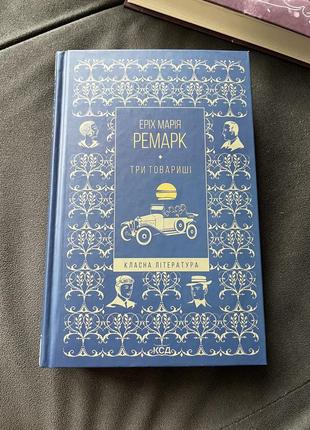 ЕРІХ МАРІЯ
РЕМАРК
ТРИ ТОВАРИШІ
КЛАСНА ЛІТЕРАТУРА
КСД